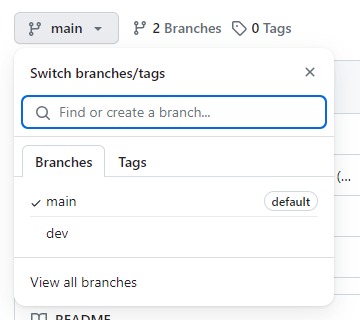 main
2 Branches
0 Tags
Switch branches/tags
Find or create a branch...
Branches
Tags
main
default
dev
View all branches
(...
README